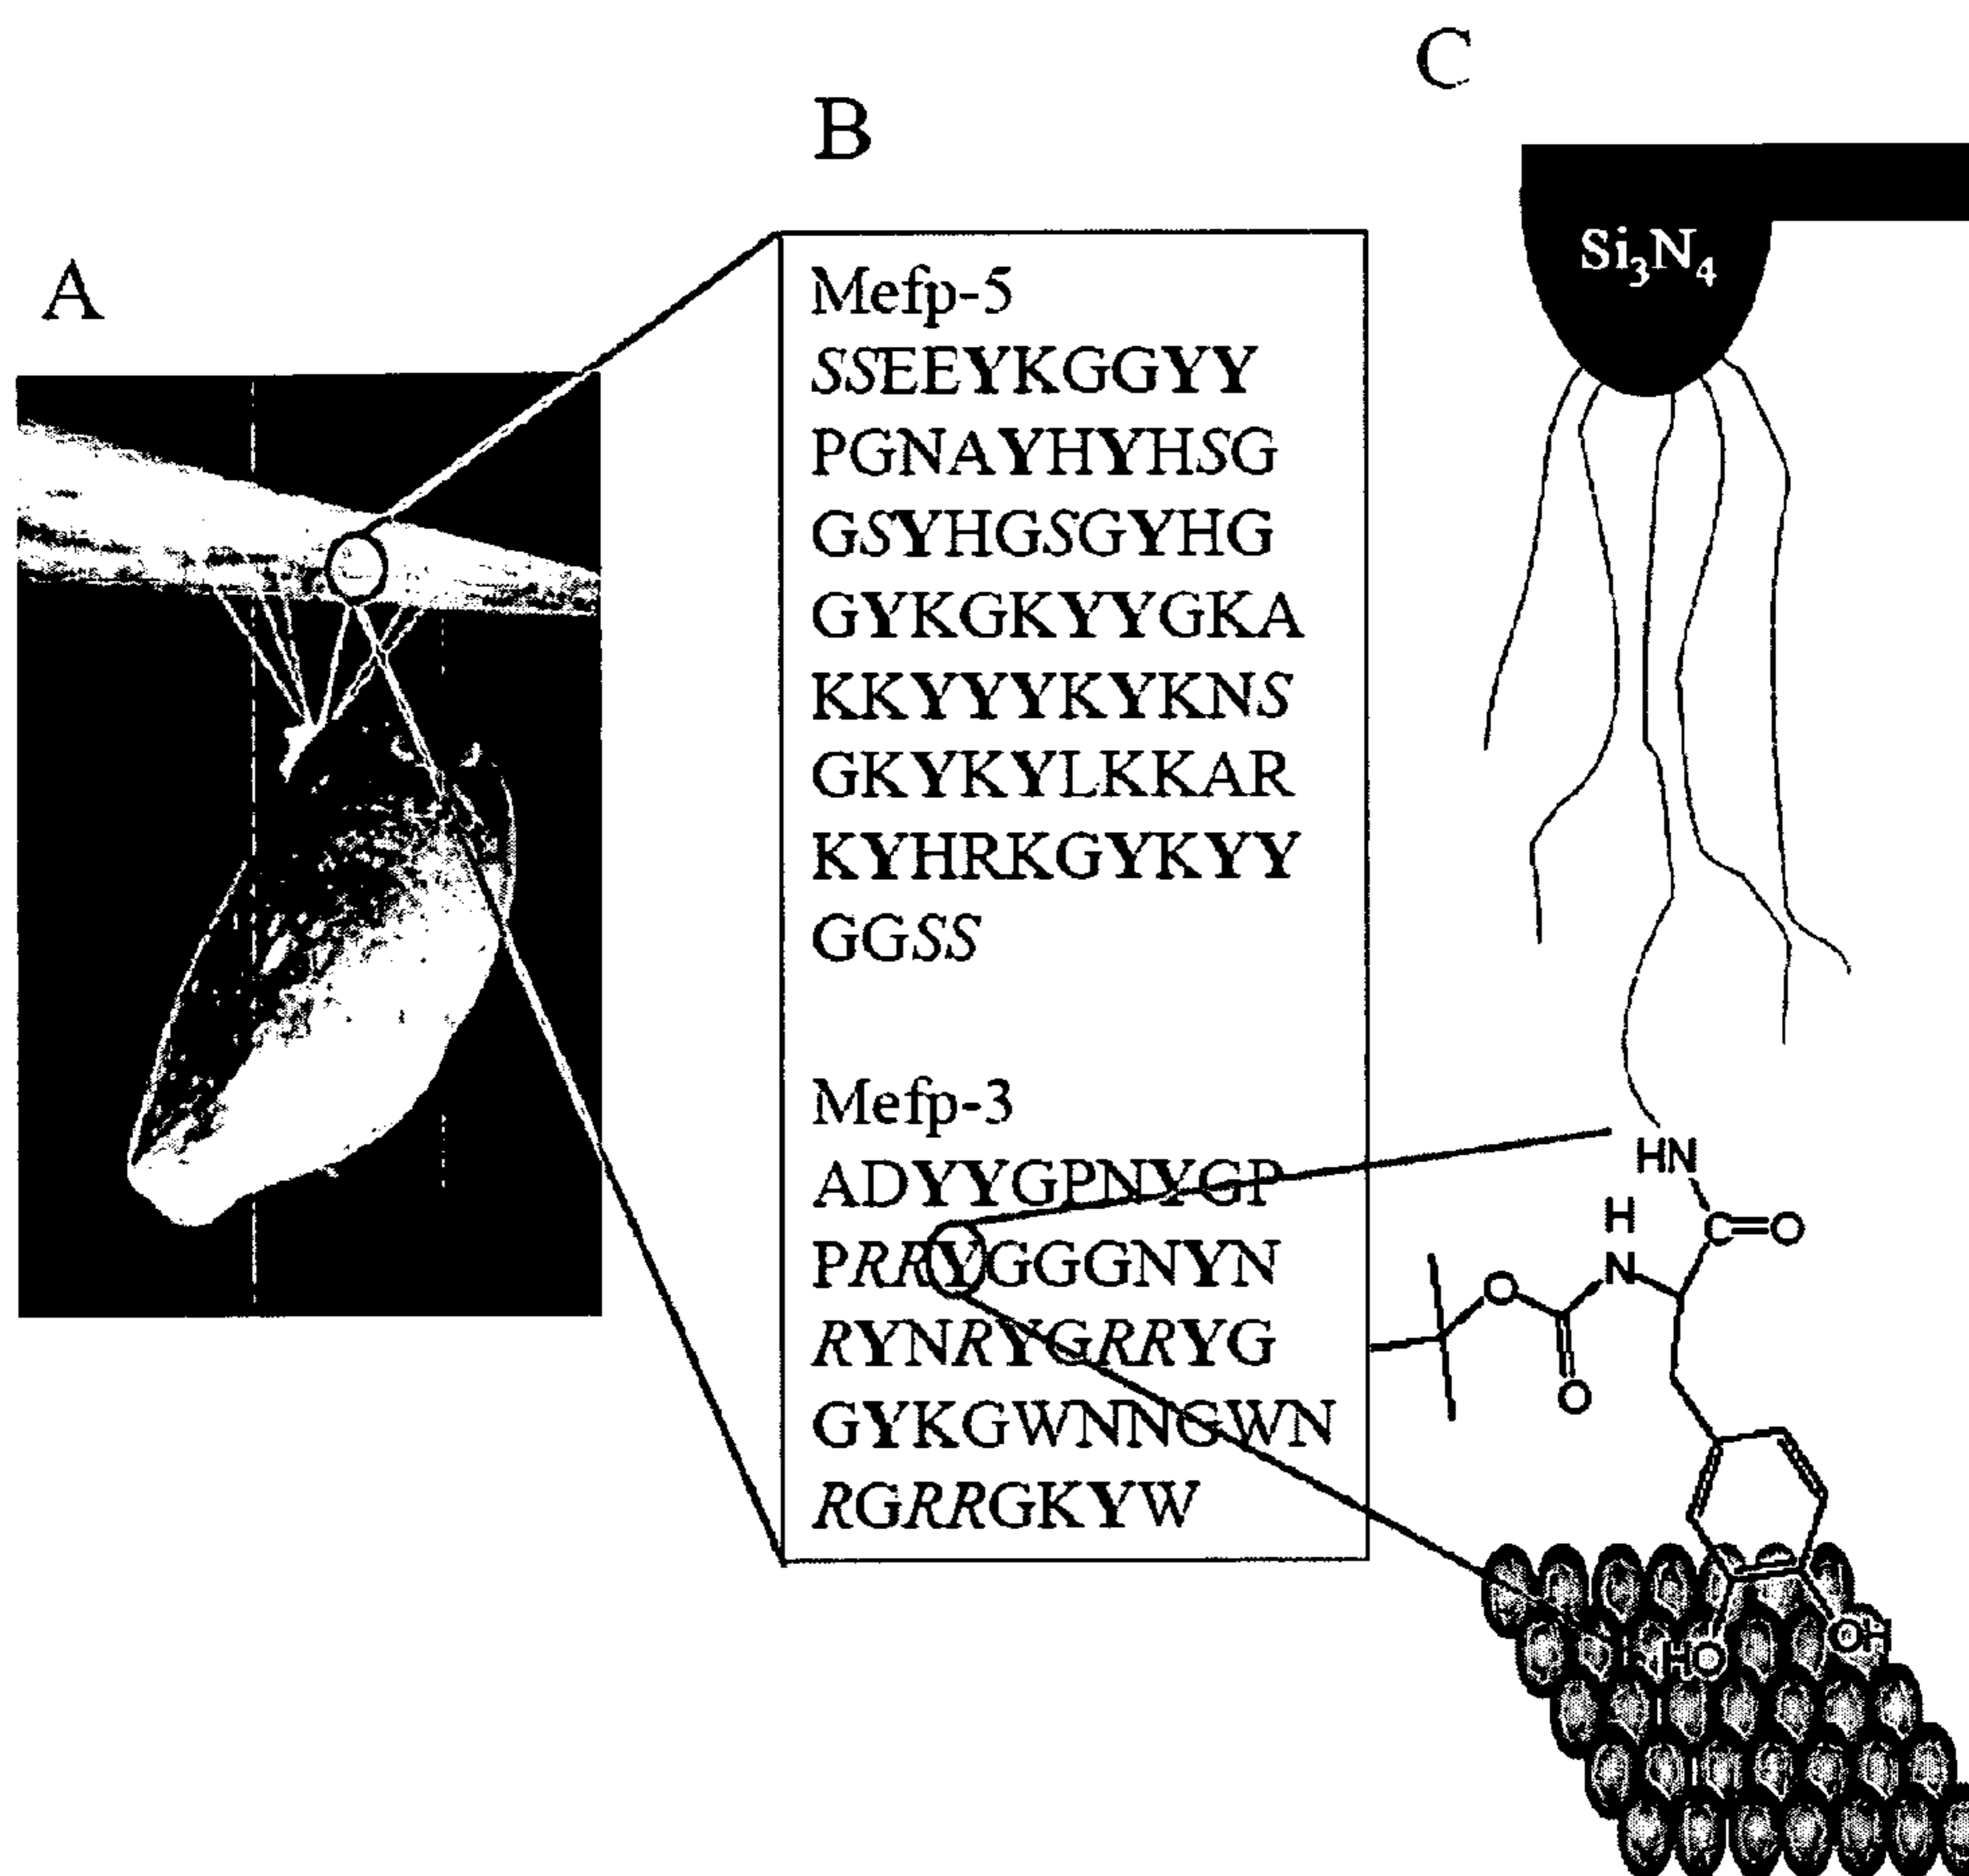 A
B
Mefp-5
SSEEYKGGYY
PGNAYHYHSG
GSYHGSGYHG
GYKGKYYGKA
KKYYYKYKNS
GKYKYLKKAR
KYHRKGYKYY
GGSS
Mefp-3
ADYYGPNYGP
PRRYGGGNYN
RYNRYGRRYG
GYKGWNNGWN
RGRRGKYW
C
Si₃N₄
HN
C=O
H
N
O
O
HO
OH